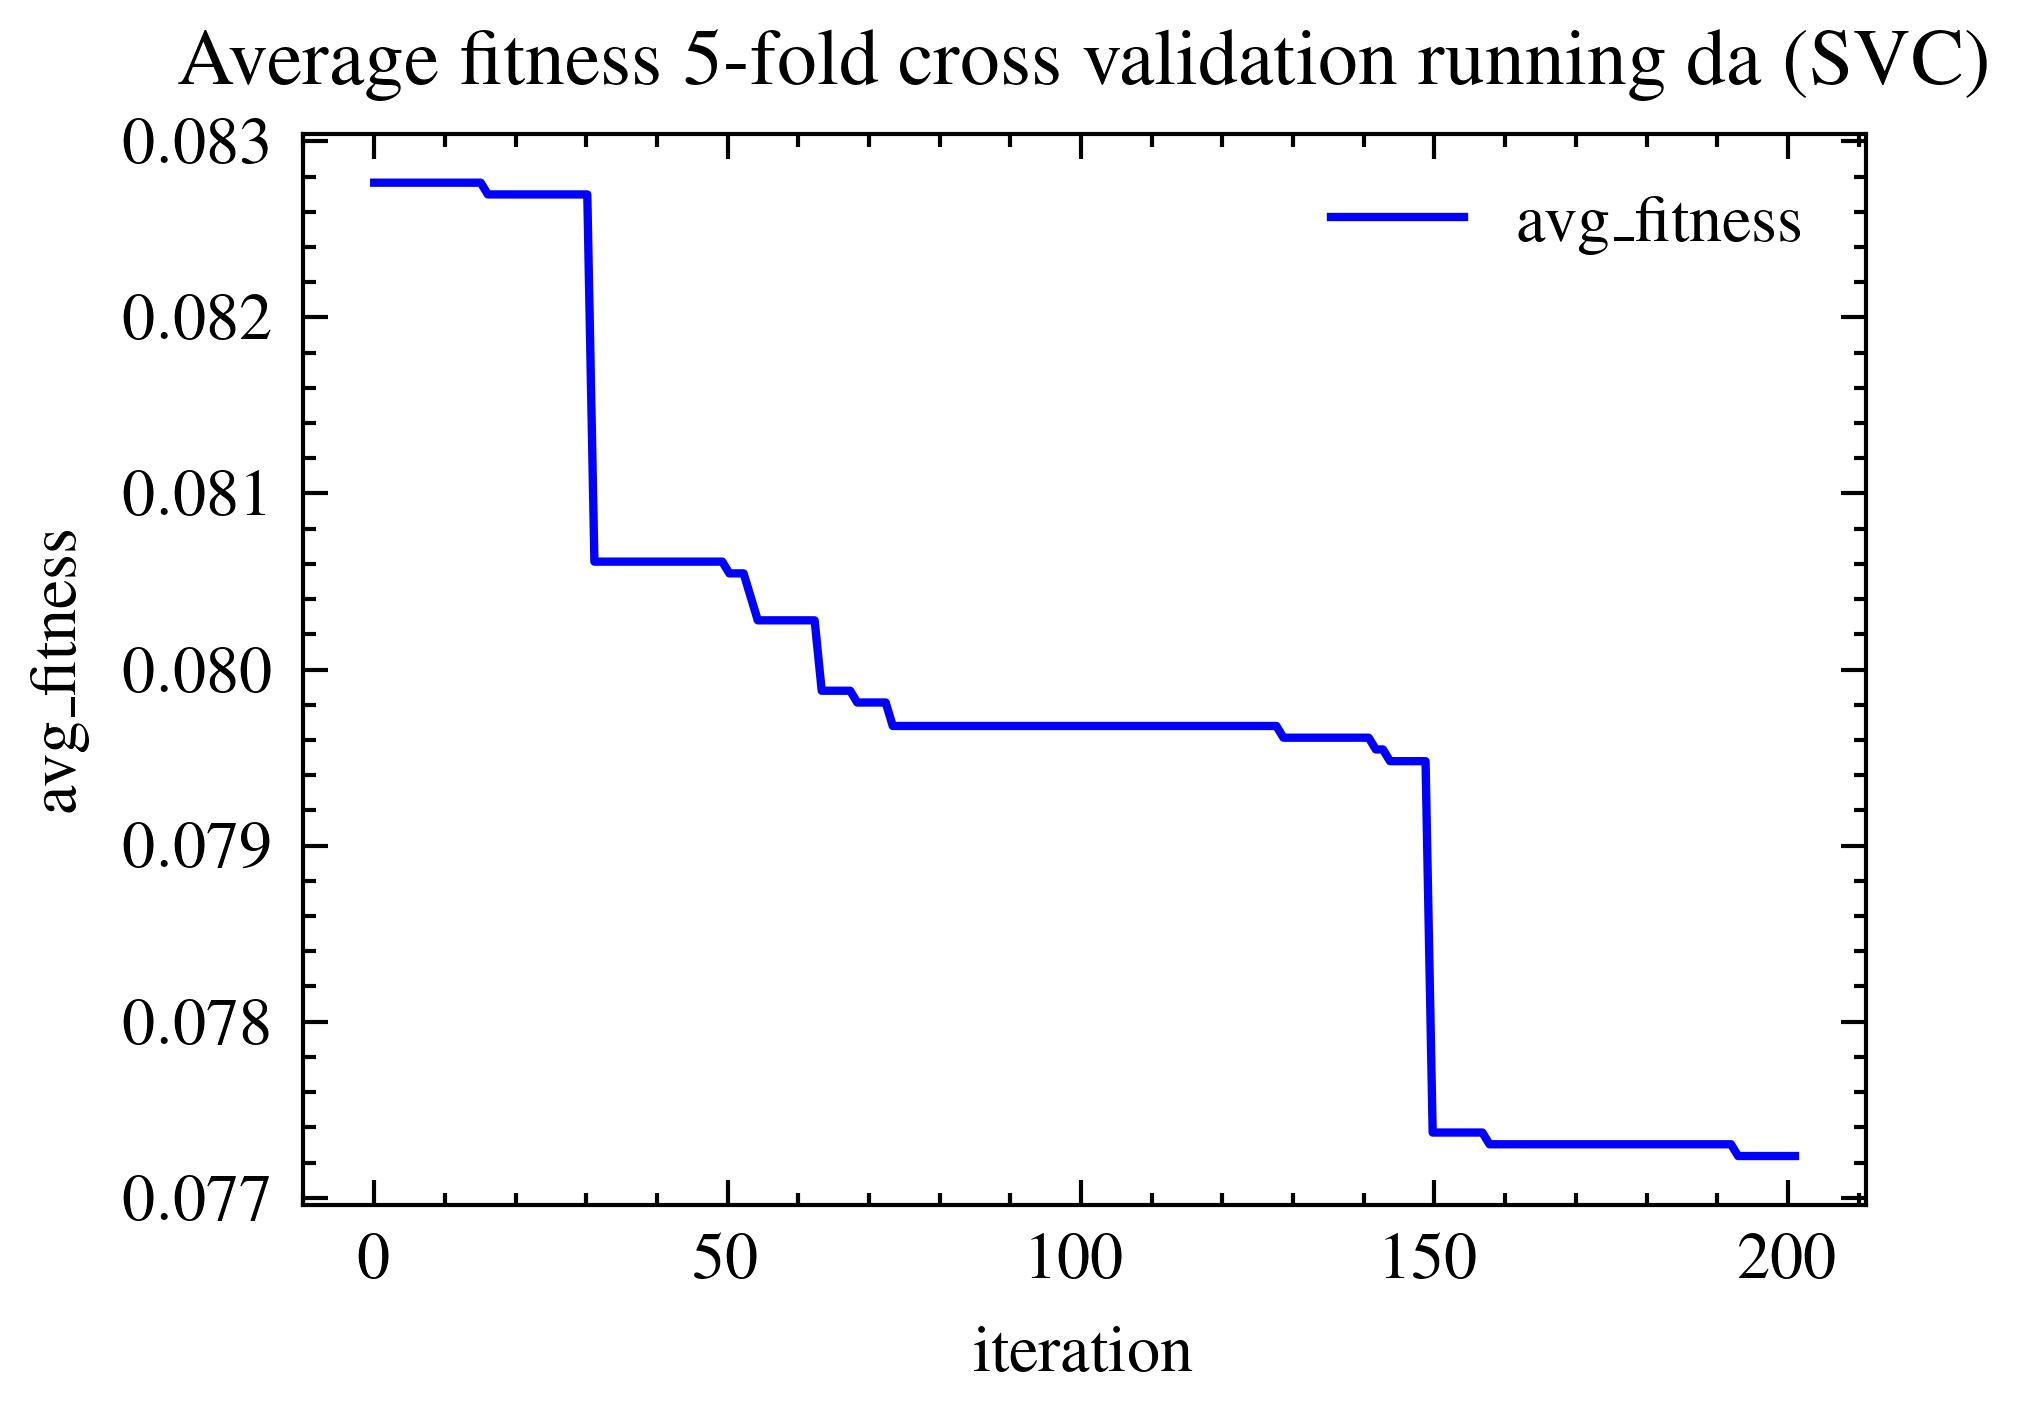 Average fitness 5-fold cross validation running da (SVC)
avg_fitness
0.083
0.082
0.081
0.080
0.079
0.078
0.077
avg_fitness
0 50 100 150 200
iteration